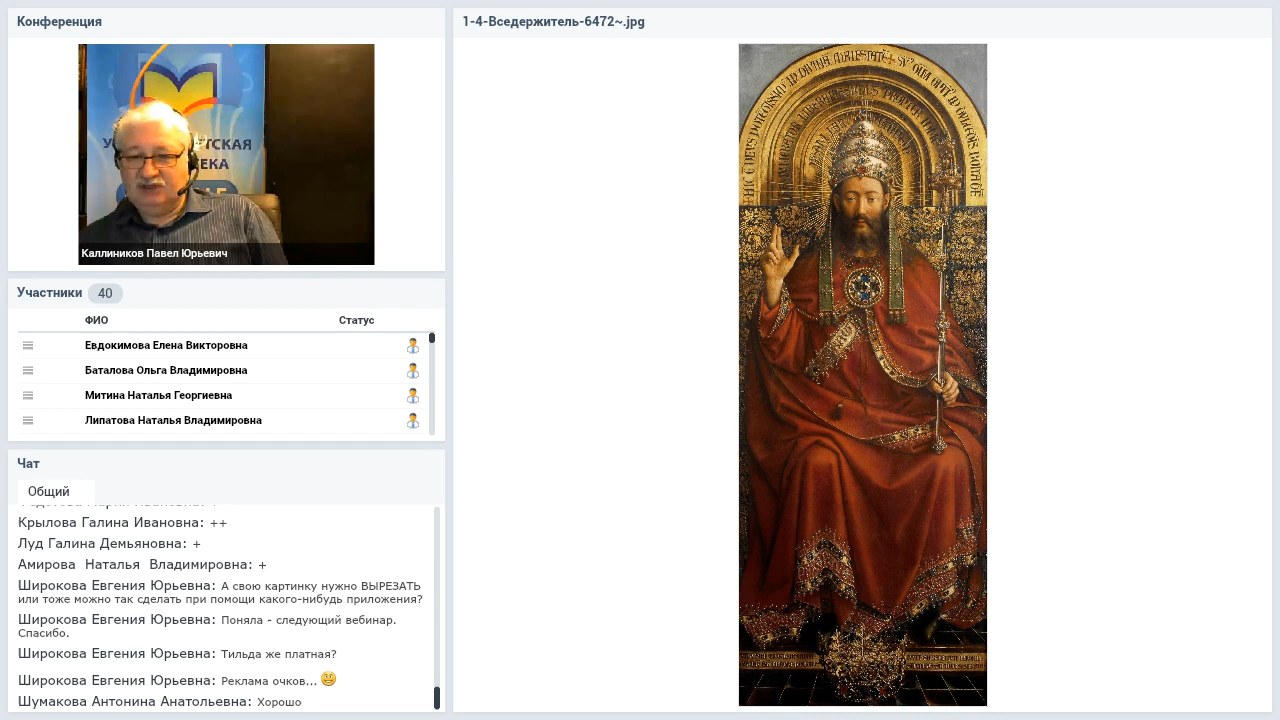 Конференция
ТСКАЯ
ЕКА
Каллиников Павел Юрьевич
Участники 40
ФИО Статус
Евдокимова Елена Викторовна
Баталова Ольга Владимировна
Митина Наталья Георгиевна
Липатова Наталья Владимировна
Чат
Общий
Крылова Галина Ивановна: ++
Луд Галина Демьяновна: +
Амирова Наталья Владимировна: +
Широкова Евгения Юрьевна: А свою картинку нужно ВЫРЕЗАТЬ
или тоже можно так сделать при помощи какого-нибудь приложения?
Широкова Евгения Юрьевна: Поняла - следующий вебинар.
Спасибо.
Широкова Евгения Юрьевна: Тильда же платная?
Широкова Евгения Юрьевна: Реклама очков...
Шумакова Антонина Анатольевна: Хорошо
1-4-Вседержитель-6472~.jpg